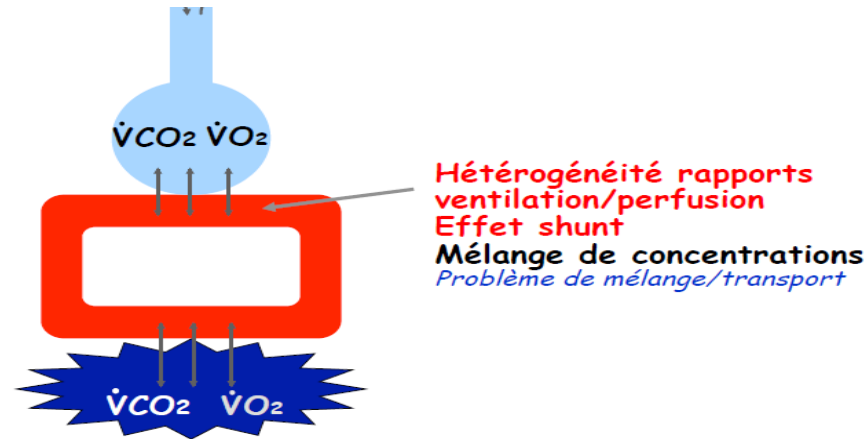 V̇CO₂ V̇O₂
Hétérogénéité rapports
ventilation/perfusion
Effet shunt
Mélange de concentrations
Problème de mélange/transport
V̇CO₂ V̇O₂